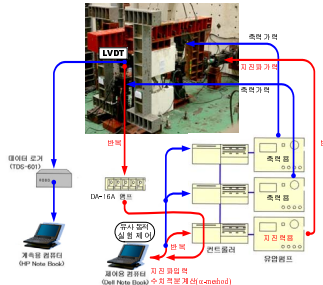 축력가력
LVDT
지진파가력
축력가력
반복
데이터 로거
(TDS-601)
DA-16A 앰프
축력용
축력용
지진력용
유사 동적
실험 제어
반복
컨트롤러
유압펌프
계측용 컴퓨터
(HP Note Book)
제어용 컴퓨터
(Dell Note Book)
지진파입력
수치적분계산(α-method)